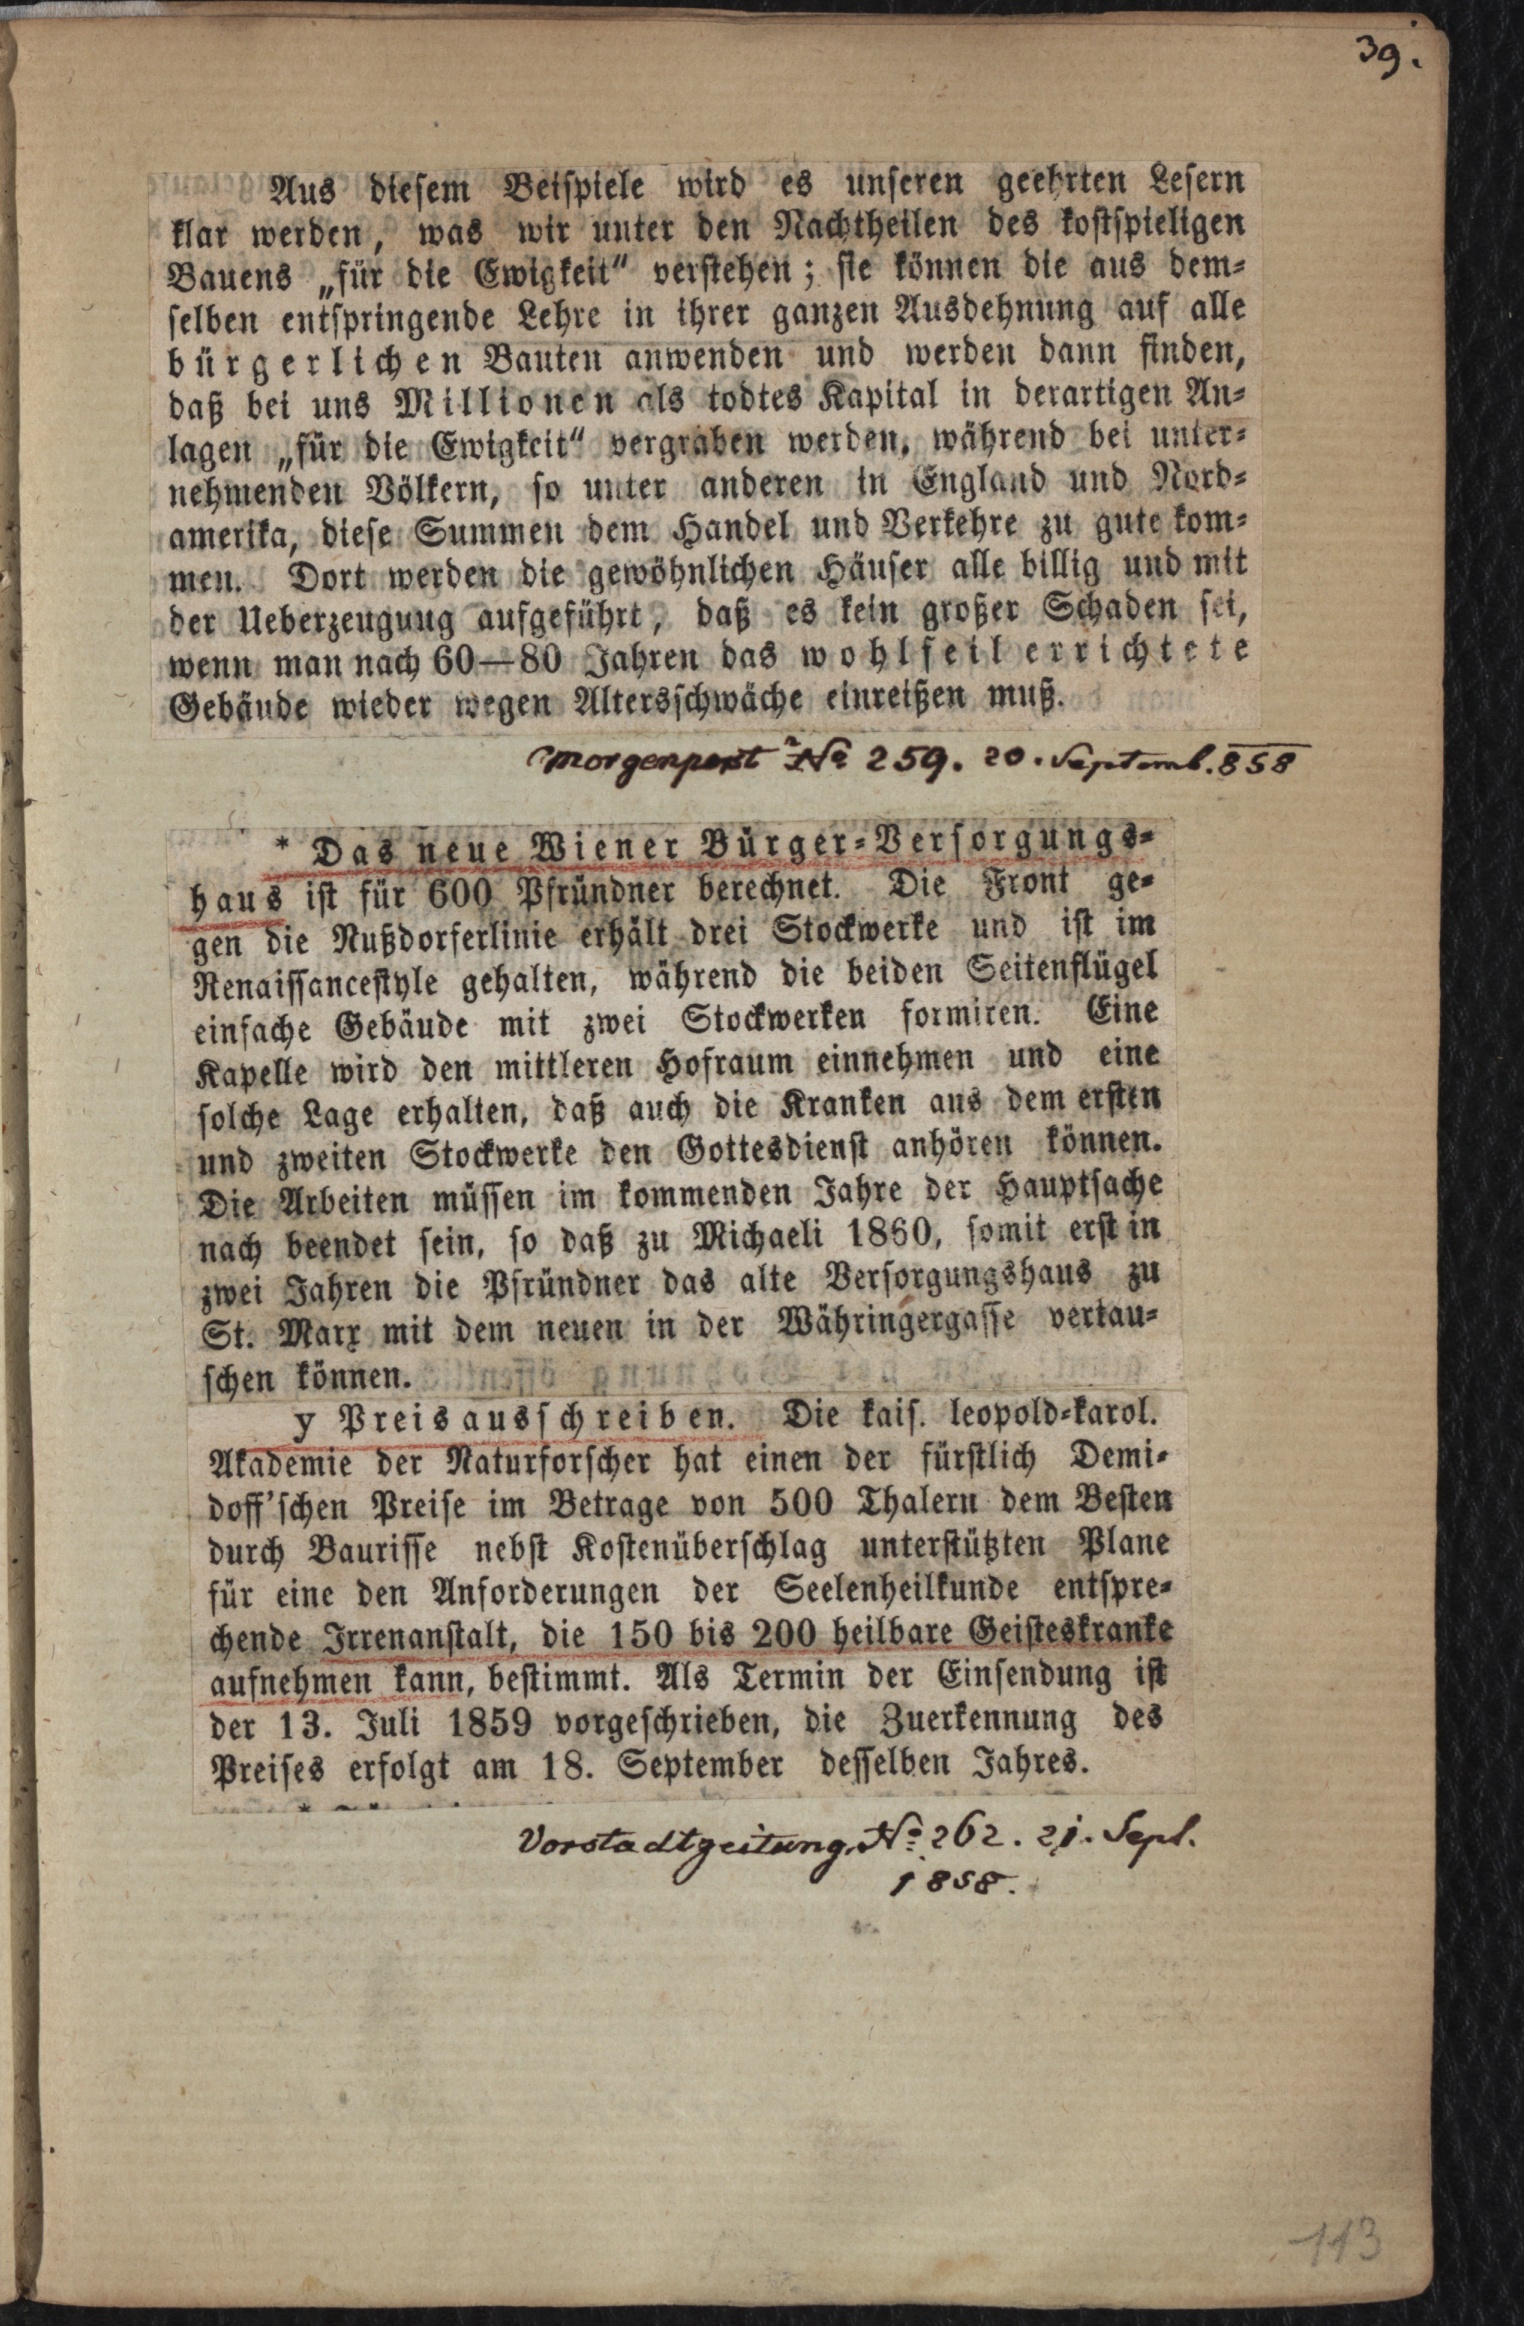 39.
Aus diesem Beispiele wird es unseren geehrten Lesern
klar werden, was wir unter den Nachtheilen des kostspieligen
Bauens „für die Ewigkeit“ verstehen; sie können die aus dem-
selben entspringende Lehre in ihrer ganzen Ausdehnung auf alle
bürgerlichen Bauten anwenden und werden dann finden,
daß bei uns Millionen als todtes Kapital in derartigen An-
lagen „für die Ewigkeit“ vergraben werden, während bei unter-
nehmenden Völkern, so unter anderen in England und Nord-
amerika, diese Summen dem Handel und Verkehre zu gute kom-
men. Dort werden die gewöhnlichen Häuser alle billig und mit
der Ueberzeugung aufgeführt, daß es kein großer Schaden sei,
wenn man nach 60—80 Jahren das wohlfeil errichtete
Gebäude wieder wegen Altersschwäche einreißen muß.
Morgenpost No 259. 20. Septemb. 858
* Das neue Wiener Bürger-Versorgungs-
haus ist für 600 Pfründner berechnet. Die Front ge-
gen die Nußdorferlinie erhält drei Stockwerke und ist im
Renaissancestyle gehalten, während die beiden Seitenflügel
einfache Gebäude mit zwei Stockwerken formiren. Eine
Kapelle wird den mittleren Hofraum einnehmen und eine
solche Lage erhalten, daß auch die Kranken aus dem ersten
und zweiten Stockwerke den Gottesdienst anhören können.
Die Arbeiten müssen im kommenden Jahre der Hauptsache
nach beendet sein, so daß zu Michaeli 1860, somit erst in
zwei Jahren die Pfründner das alte Versorgungshaus zu
St. Marx mit dem neuen in der Währingergasse vertau-
schen können.
y Preisausschreiben. Die kais. leopold-karol.
Akademie der Naturforscher hat einen der fürstlich Demi-
doff'schen Preise im Betrage von 500 Thalern dem Besten
durch Baurisse nebst Kostenüberschlag unterstützten Plane
für eine den Anforderungen der Seelenheilkunde entspre-
chende Irrenanstalt, die 150 bis 200 heilbare Geisteskranke
aufnehmen kann, bestimmt. Als Termin der Einsendung ist
der 13. Juli 1859 vorgeschrieben, die Zuerkennung des
Preises erfolgt am 18. September desselben Jahres.
Vorstadtzeitung No 262. 21. Sept.
1858.
113